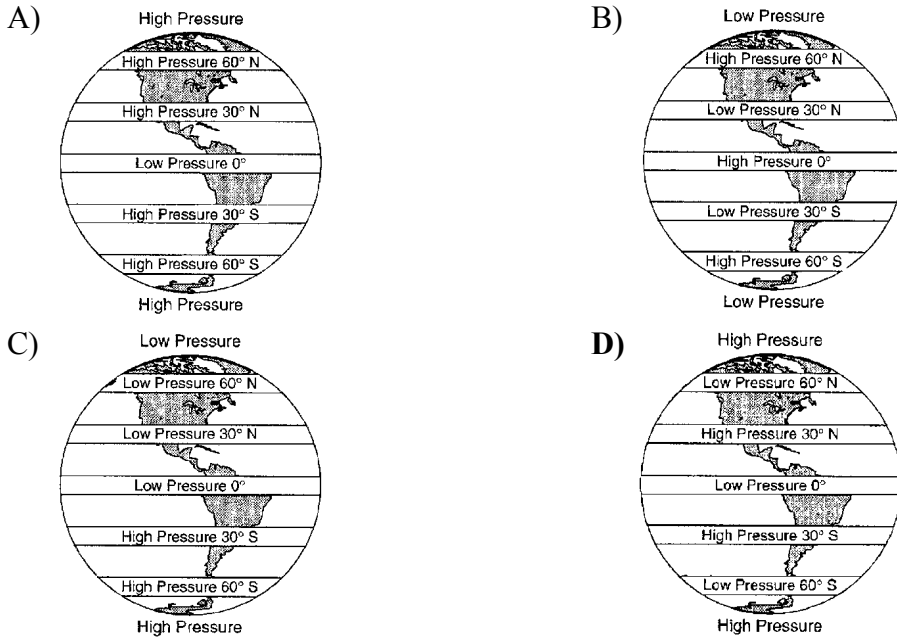 A)
High Pressure
High Pressure 60° N
High Pressure 30° N
Low Pressure 0°
High Pressure 30° S
High Pressure 60° S
High Pressure
B)
Low Pressure
High Pressure 60° N
Low Pressure 30° N
High Pressure 0°
Low Pressure 30° S
High Pressure 60° S
Low Pressure
C)
Low Pressure
Low Pressure 60° N
Low Pressure 30° N
Low Pressure 0°
High Pressure 30° S
High Pressure 60° S
High Pressure
D)
High Pressure
Low Pressure 60° N
High Pressure 30° N
Low Pressure 0°
High Pressure 30° S
Low Pressure 60° S
High Pressure